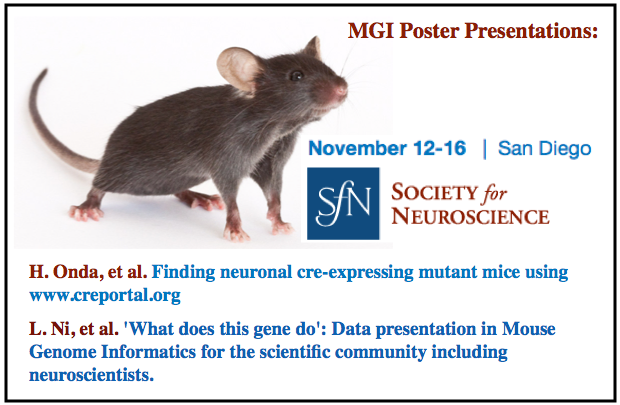 MGI Poster Presentations:
November 12-16 | San Diego
SfN
SOCIETY for
NEUROSCIENCE
H. Onda, et al. Finding neuronal cre-expressing mutant mice using
www.creportal.org
L. Ni, et al. 'What does this gene do': Data presentation in Mouse
Genome Informatics for the scientific community including
neuroscientists.